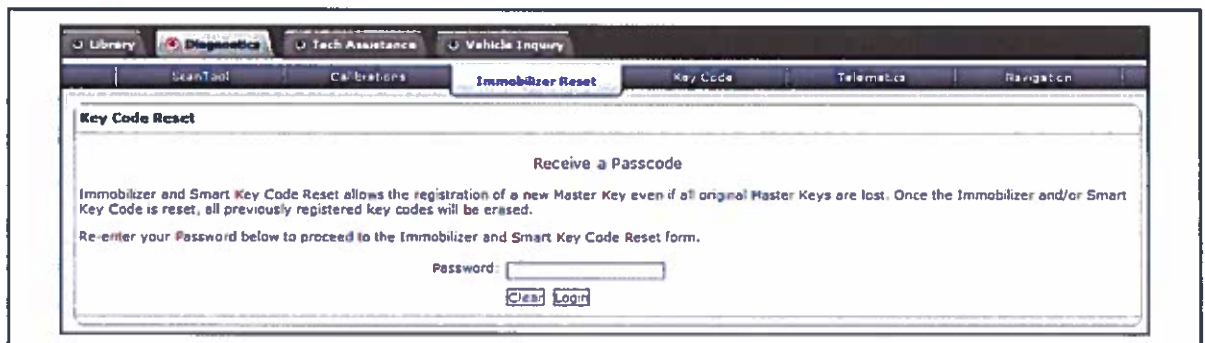 Library Diagnostics Tech Assistance Vehicle Inquiry
ScanTool Calibrations Immobilizer Reset Key Code Telematics Navigation
Key Code Reset
Receive a Passcode
Immobilizer and Smart Key Code Reset allows the registration of a new Master Key even if all original Master Keys are lost. Once the Immobilizer and/or Smart
Key Code is reset, all previously registered key codes will be erased.
Re-enter your Password below to proceed to the Immobilizer and Smart Key Code Reset form.
Password:
Clear Login